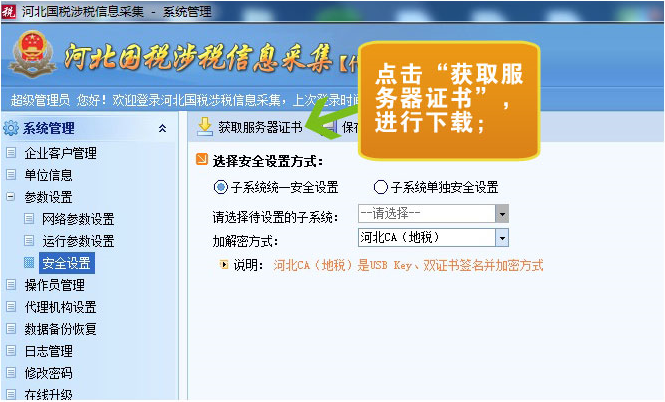 河北国税涉税信息采集 - 系统管理
河北国税涉税信息采集【代
超级管理员 您好！欢迎登录河北国税涉税信息采集，上次登录时间
点击“获取服
务器证书”，
进行下载；
系统管理
获取服务器证书
企业客户管理
单位信息
参数设置
网络参数设置
运行参数设置
安全设置
操作员管理
代理机构设置
数据备份恢复
日志管理
修改密码
在线升级
选择安全设置方式：
子系统统一安全设置 子系统单独安全设置
请选择待设置的子系统： --请选择--
加解密方式： 河北CA（地税）
说明： 河北CA（地税）是USB Key、双证书签名并加密方式